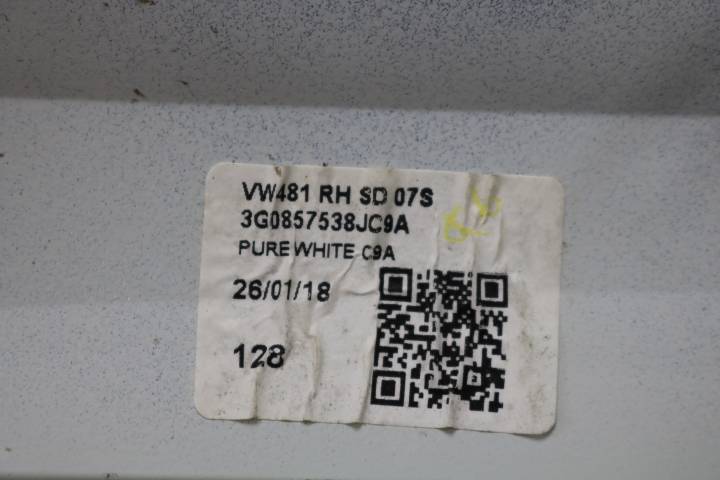 VW481 RH SD 07S
3G0857538JC9A
PURE WHITE C9A
26/01/18
128